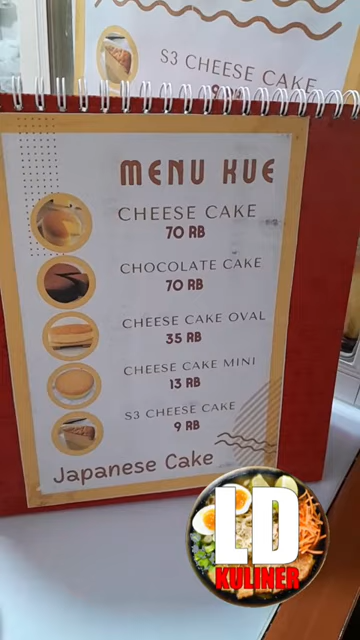 S3 CHEESE CAKE
MENU KUE
CHEESE CAKE
70 RB
CHOCOLATE CAKE
70 RB
CHEESE CAKE OVAL
35 RB
CHEESE CAKE MINI
13 RB
S3 CHEESE CAKE
9 RB
Japanese Cake
LD
KULINER